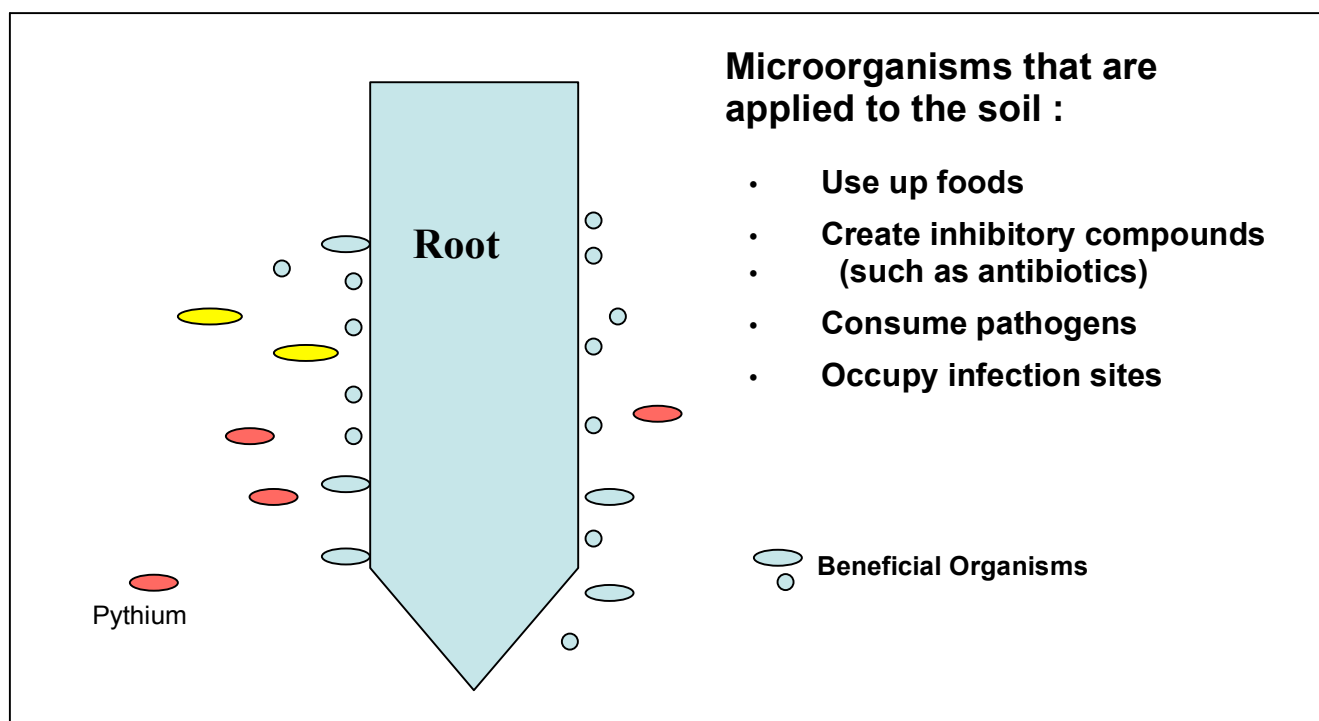 Microorganisms that are
applied to the soil :
Root
· Use up foods
· Create inhibitory compounds
· (such as antibiotics)
· Consume pathogens
· Occupy infection sites
Beneficial Organisms
Pythium